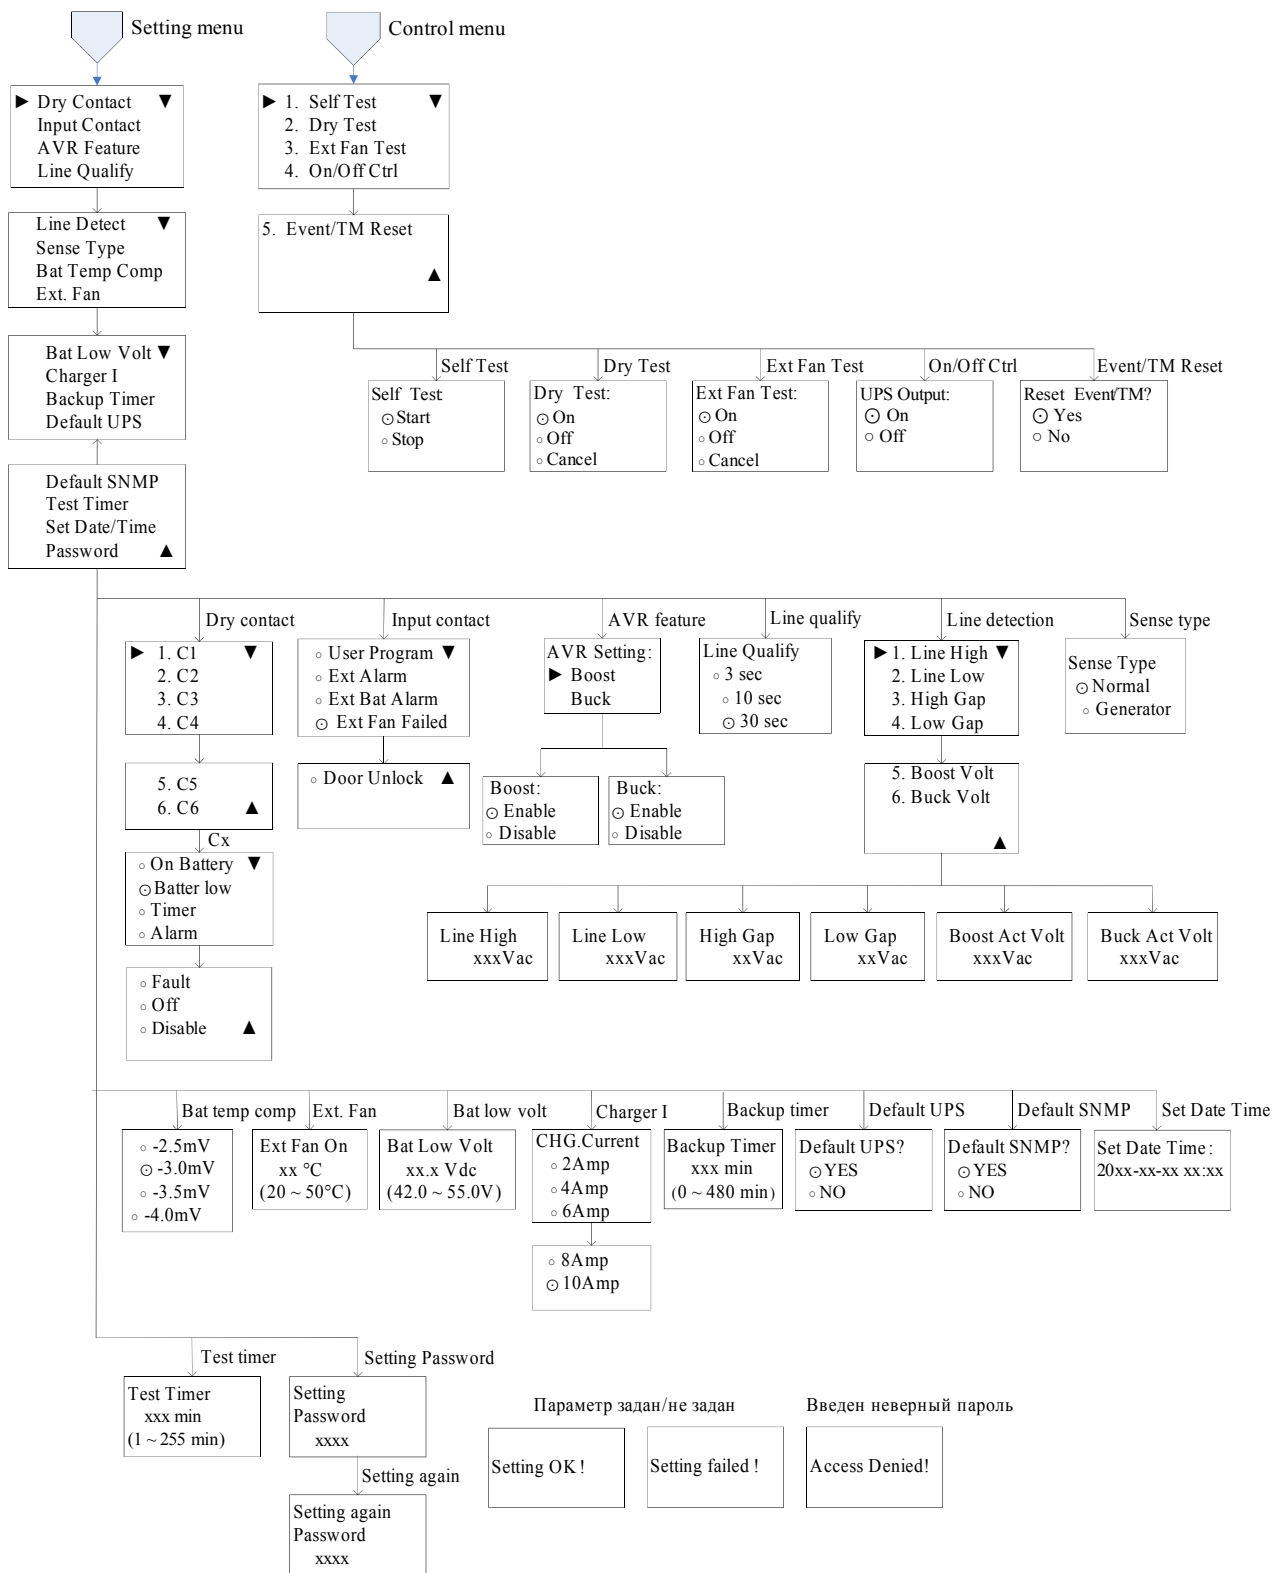 Setting menu
Control menu
► Dry Contact ▼
Input Contact
AVR Feature
Line Qualify
► 1. Self Test ▼
2. Dry Test
3. Ext Fan Test
4. On/Off Ctrl
Line Detect ▼
Sense Type
Bat Temp Comp
Ext. Fan
5. Event/TM Reset
▲
Bat Low Volt ▼
Charger I
Backup Timer
Default UPS
Default SNMP
Test Timer
Set Date/Time
Password ▲
Self Test
Self Test:
⊙ Start
○ Stop
Dry Test
Dry Test:
⊙ On
○ Off
○ Cancel
Ext Fan Test
Ext Fan Test:
⊙ On
○ Off
○ Cancel
On/Off Ctrl
UPS Output:
⊙ On
○ Off
Event/TM Reset
Reset Event/TM?
⊙ Yes
○ No
Dry contact
► 1. C1 ▼
2. C2
3. C3
4. C4
5. C5
6. C6 ▲
Cx
○ On Battery ▼
⊙ Batter low
○ Timer
○ Alarm
○ Fault
○ Off
○ Disable ▲
Input contact
○ User Program ▼
○ Ext Alarm
○ Ext Bat Alarm
⊙ Ext Fan Failed
○ Door Unlock ▲
AVR feature
AVR Setting:
► Boost
Buck
Boost:
⊙ Enable
○ Disable
Buck:
⊙ Enable
○ Disable
Line qualify
Line Qualify
○ 3 sec
○ 10 sec
⊙ 30 sec
Line detection
► 1. Line High ▼
2. Line Low
3. High Gap
4. Low Gap
5. Boost Volt
6. Buck Volt
▲
Sense type
Sense Type
⊙ Normal
○ Generator
Line High
xxxVac
Line Low
xxxVac
High Gap
xxVac
Low Gap
xxVac
Boost Act Volt
xxxVac
Buck Act Volt
xxxVac
Bat temp comp
○ -2.5mV
⊙ -3.0mV
○ -3.5mV
○ -4.0mV
Ext. Fan
Ext Fan On
xx °C
(20 ~ 50°C)
Bat low volt
Bat Low Volt
xx.x Vdc
(42.0 ~ 55.0V)
Charger I
CHG.Current
○ 2Amp
○ 4Amp
○ 6Amp
○ 8Amp
⊙ 10Amp
Backup timer
Backup Timer
xxx min
(0 ~ 480 min)
Default UPS
Default UPS?
⊙ YES
○ NO
Default SNMP
Default SNMP?
⊙ YES
○ NO
Set Date Time
Set Date Time:
20xx-xx-xx xx:xx
Test timer
Test Timer
xxx min
(1 ~ 255 min)
Setting Password
Setting
Password
xxxx
Setting again
Setting again
Password
xxxx
Параметр задан/не задан
Setting OK !
Setting failed !
Введен неверный пароль
Access Denied!